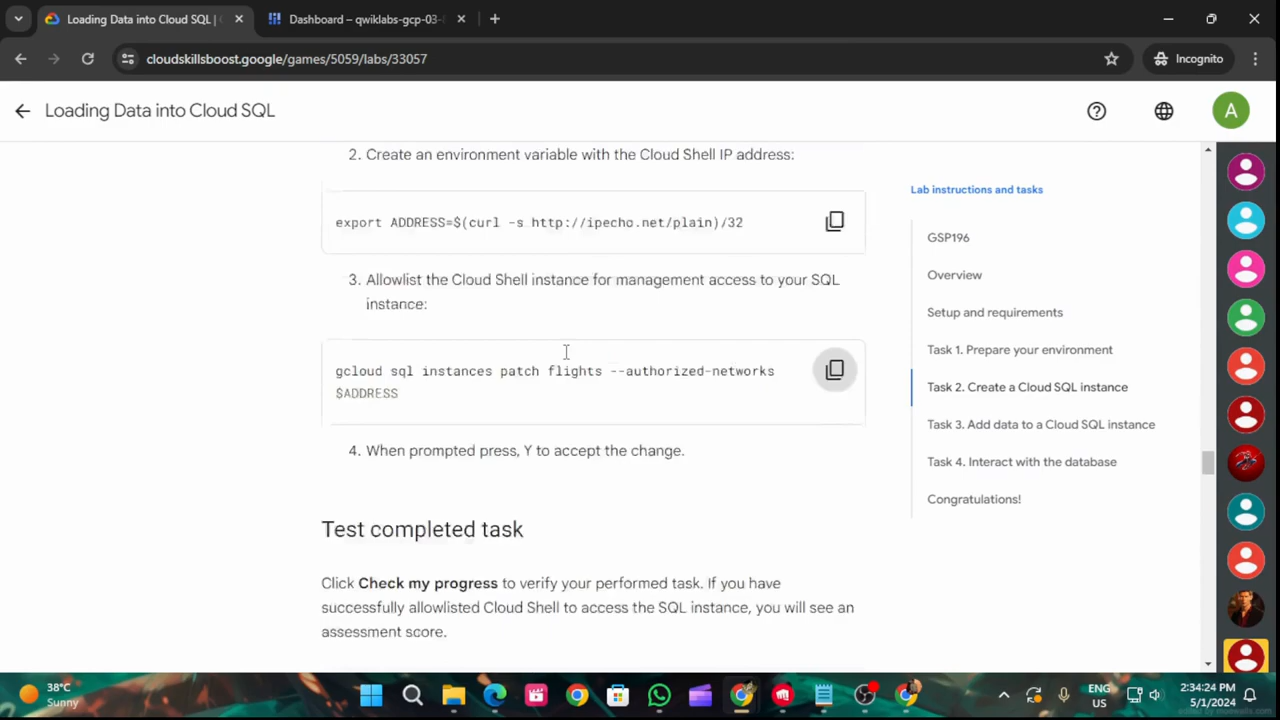 Loading Data into Cloud SQL |
Dashboard – qwiklabs-gcp-03-
cloudskillsboost.google/games/5059/labs/33057
Incognito
Loading Data into Cloud SQL
A
2. Create an environment variable with the Cloud Shell IP address:
export ADDRESS=$(curl -s http://ipecho.net/plain)/32
3. Allowlist the Cloud Shell instance for management access to your SQL
instance:
gcloud sql instances patch flights --authorized-networks
$ADDRESS
4. When prompted press, Y to accept the change.
Test completed task
Click Check my progress to verify your performed task. If you have
successfully allowlisted Cloud Shell to access the SQL instance, you will see an
assessment score.
Lab instructions and tasks
GSP196
Overview
Setup and requirements
Task 1. Prepare your environment
Task 2. Create a Cloud SQL instance
Task 3. Add data to a Cloud SQL instance
Task 4. Interact with the database
Congratulations!
38°C
Sunny
ENG
US
2:34:24 PM
5/1/2024